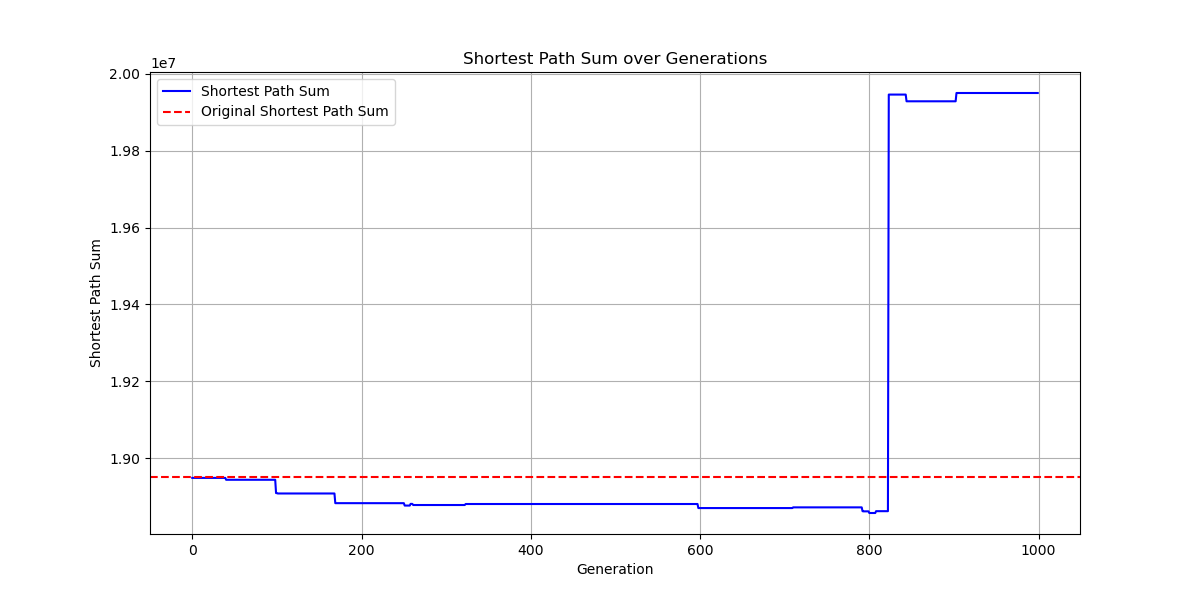 Shortest Path Sum over Generations
1e7
2.00
1.98
1.96
1.94
1.92
1.90
Shortest Path Sum
Shortest Path Sum
Original Shortest Path Sum
0 200 400 600 800 1000
Generation